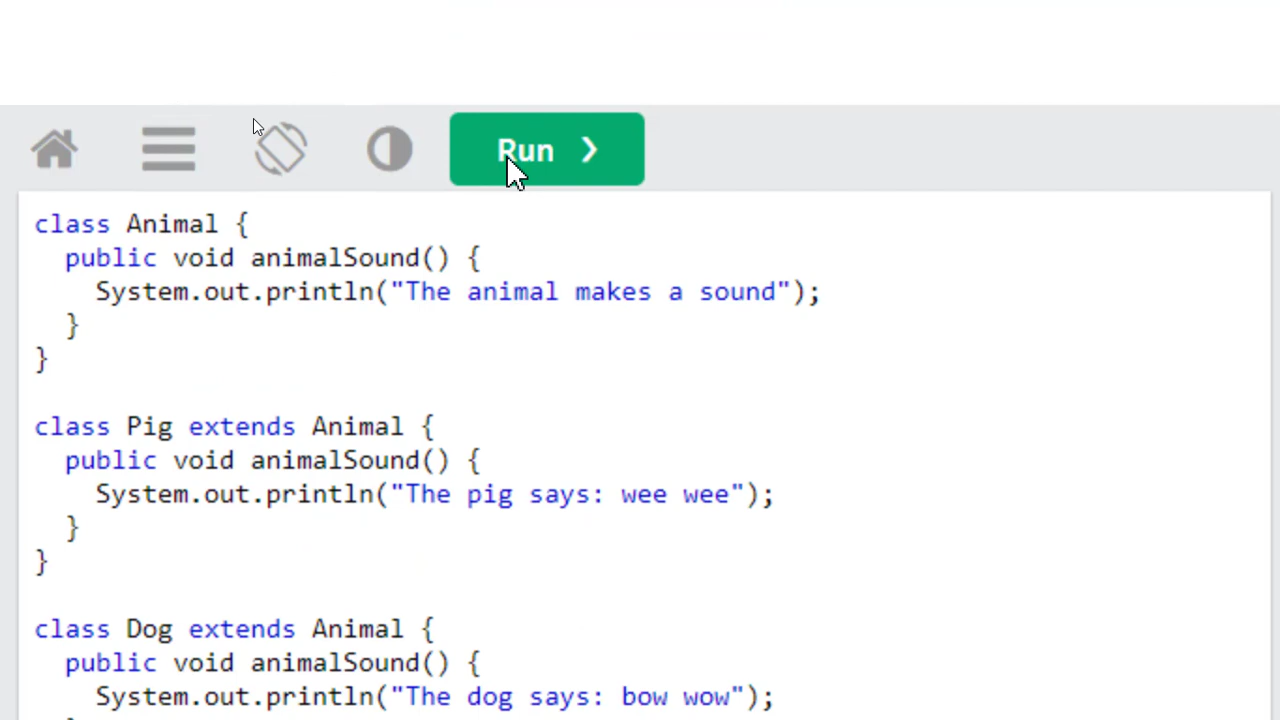 Run ❯
class Animal {
  public void animalSound() {
    System.out.println("The animal makes a sound");
  }
}
class Pig extends Animal {
  public void animalSound() {
    System.out.println("The pig says: wee wee");
  }
}
class Dog extends Animal {
  public void animalSound() {
    System.out.println("The dog says: bow wow");